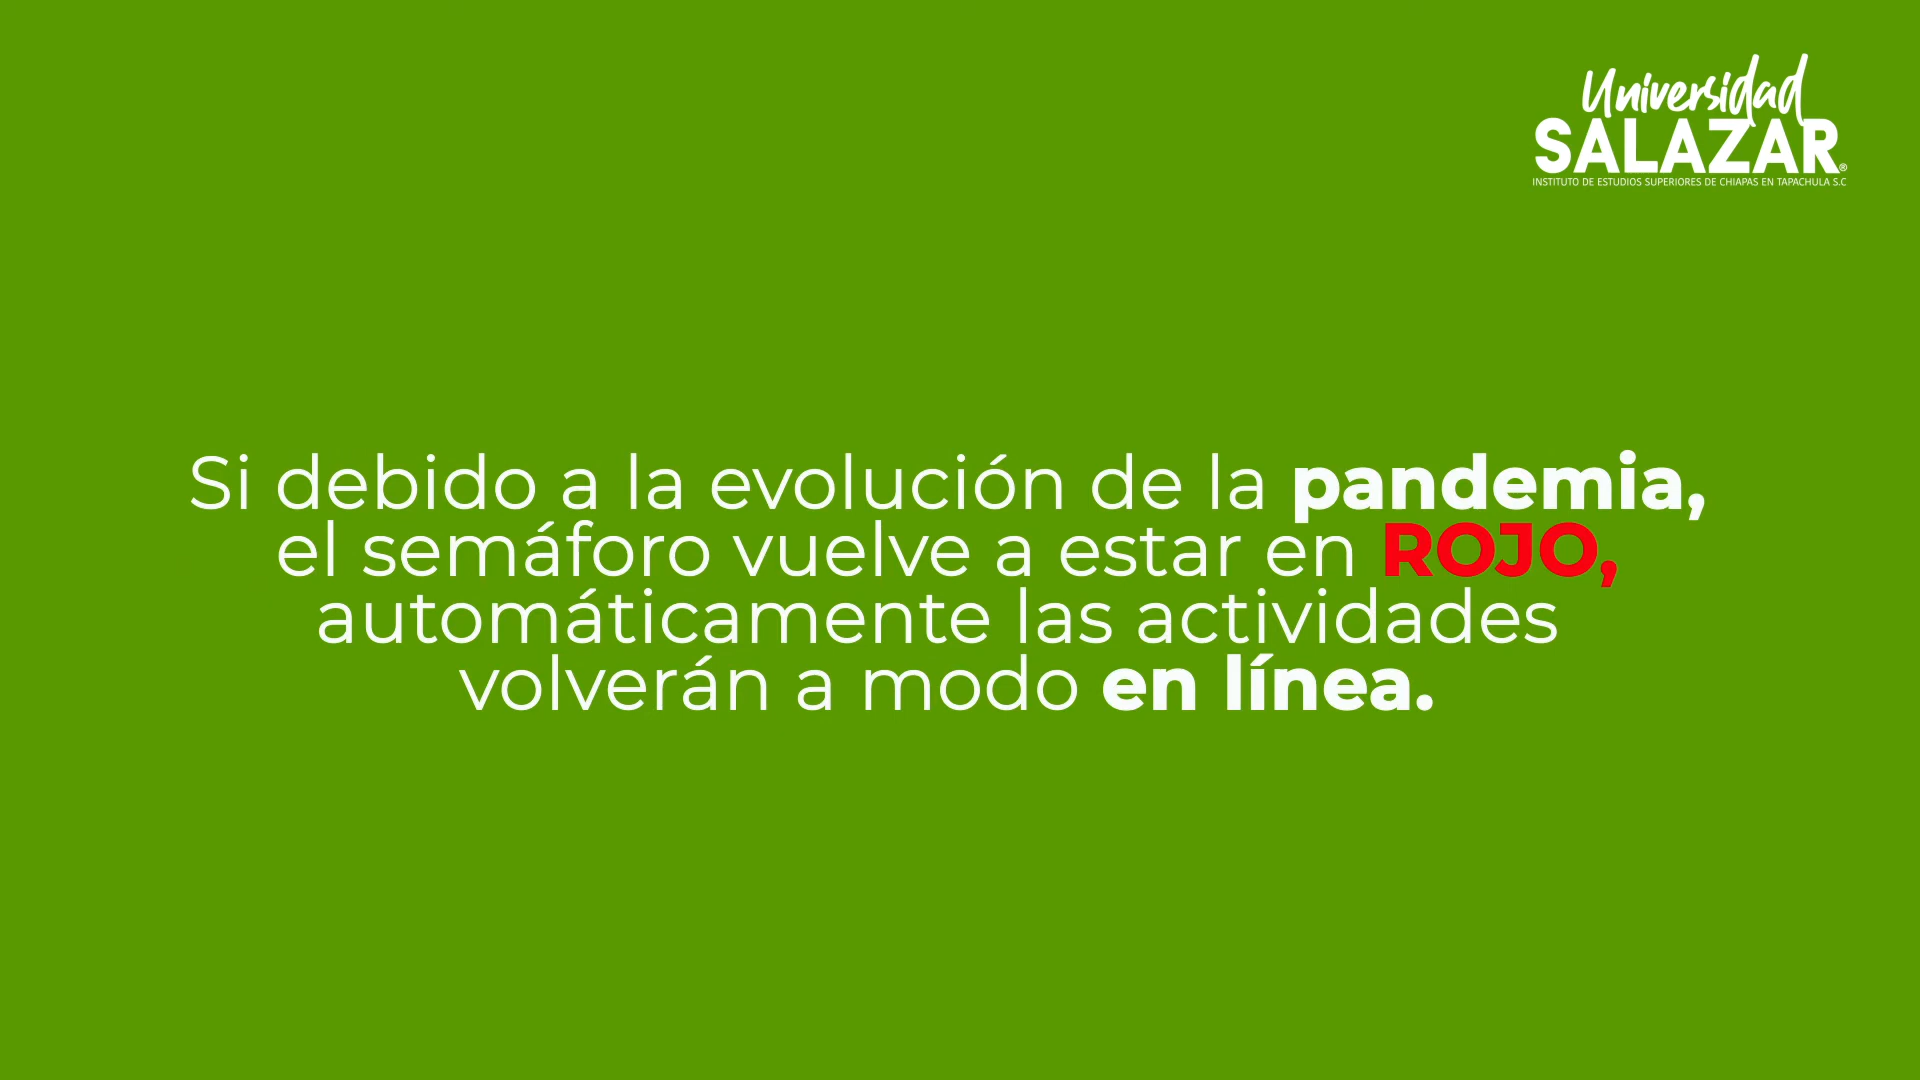 Universidad
SALAZAR®
INSTITUTO DE ESTUDIOS SUPERIORES DE CHIAPAS EN TAPACHULA S.C
Si debido a la evolución de la pandemia,
el semáforo vuelve a estar en ROJO,
automáticamente las actividades
volverán a modo en línea.